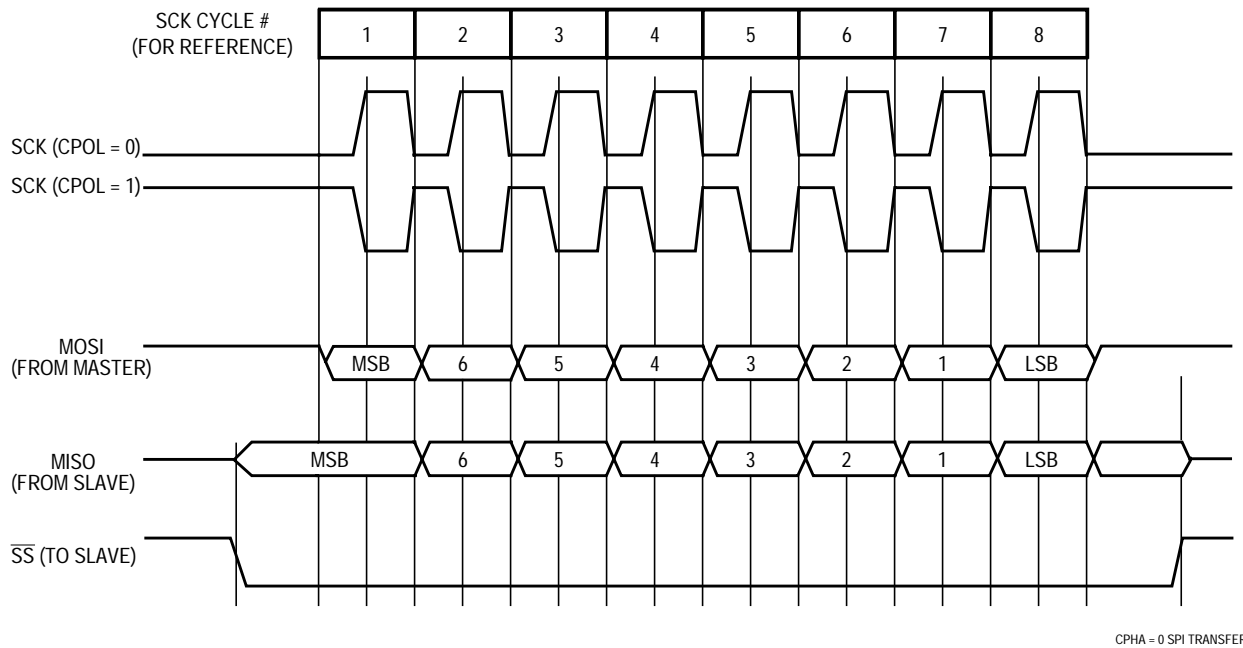 SCK CYCLE #
(FOR REFERENCE)
1 2 3 4 5 6 7 8
SCK (CPOL = 0)
SCK (CPOL = 1)
MOSI
(FROM MASTER)
MSB 6 5 4 3 2 1 LSB
MISO
(FROM SLAVE)
MSB 6 5 4 3 2 1 LSB
S̅S̅ (TO SLAVE)
CPHA = 0 SPI TRANSFER